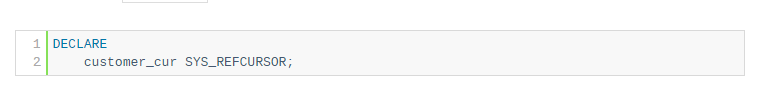 1 DECLARE
2     customer_cur SYS_REFCURSOR;